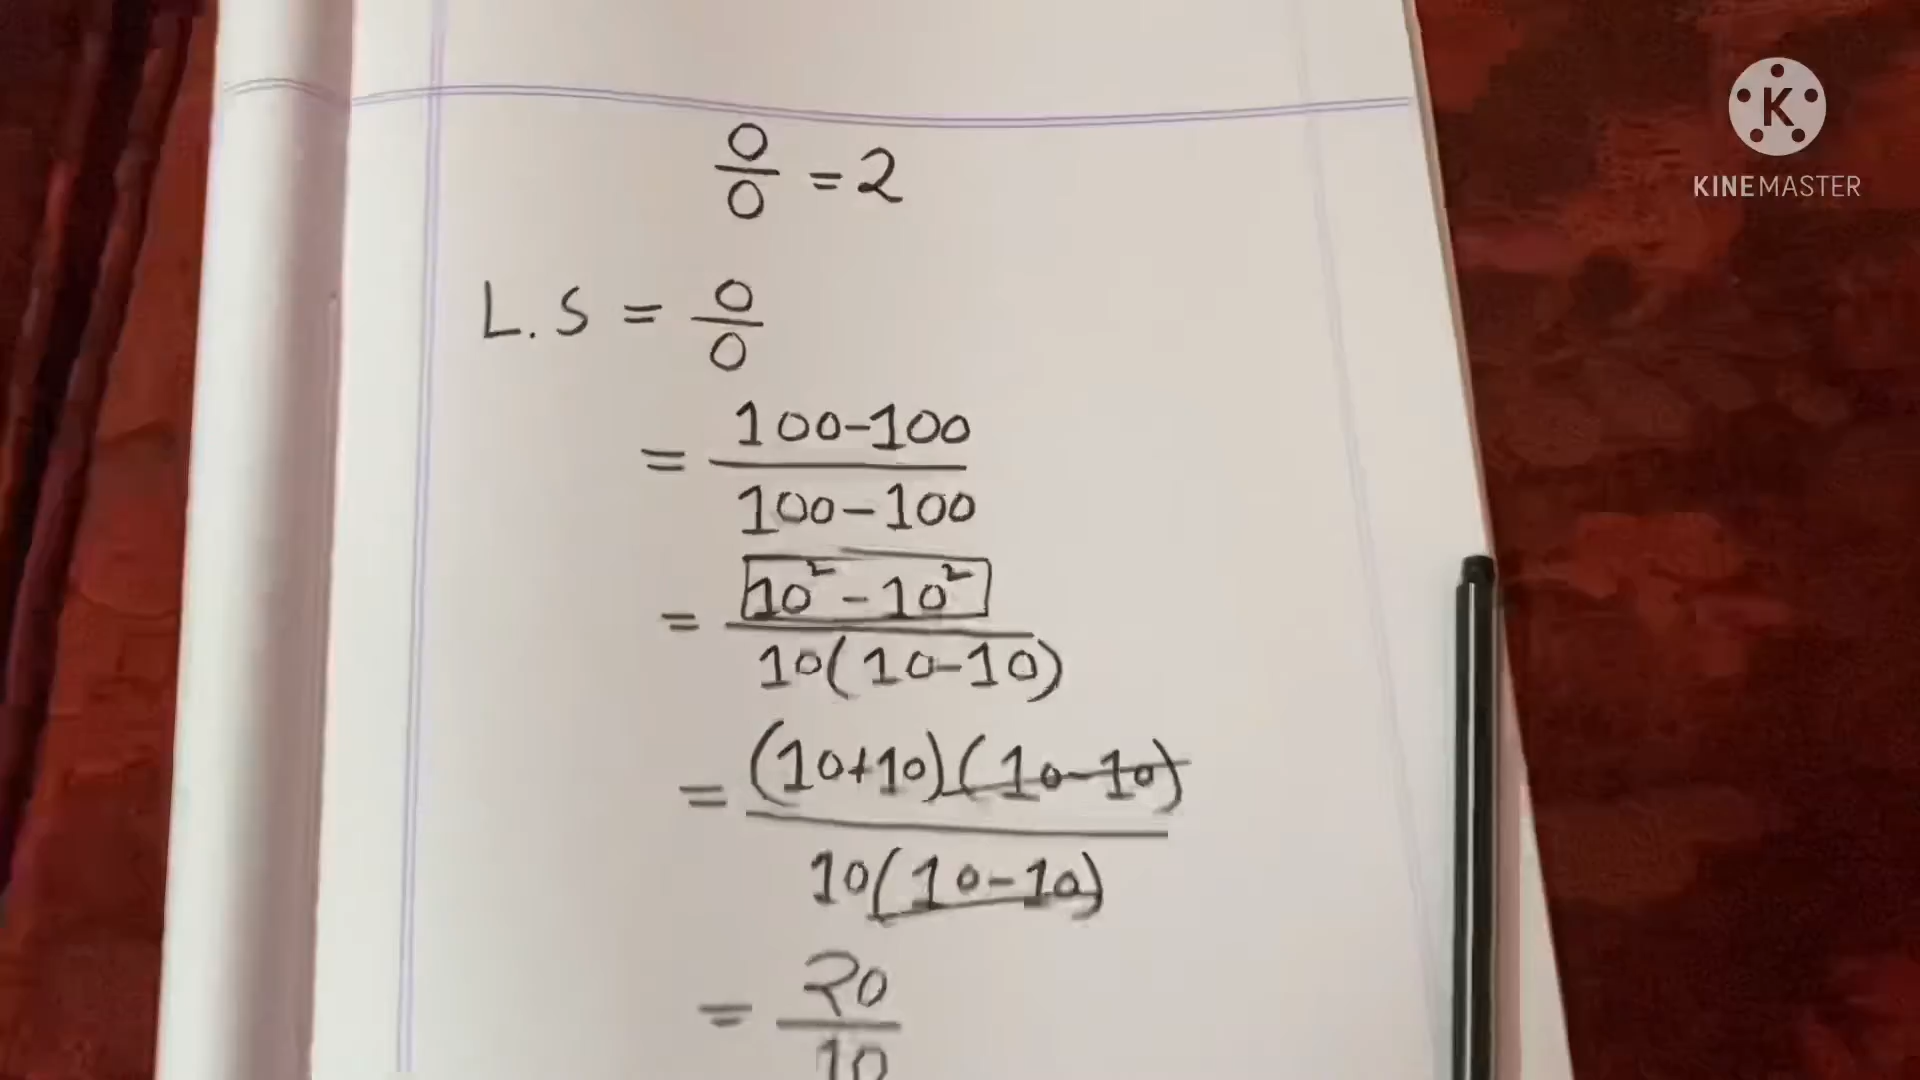 0/0 = 2
L.S = 0/0
= 100-100 / 100-100
= 10² - 10² / 10(10-10)
= (10+10)(10-10) / 10(10-10)
= 20/10
K
KINEMASTER